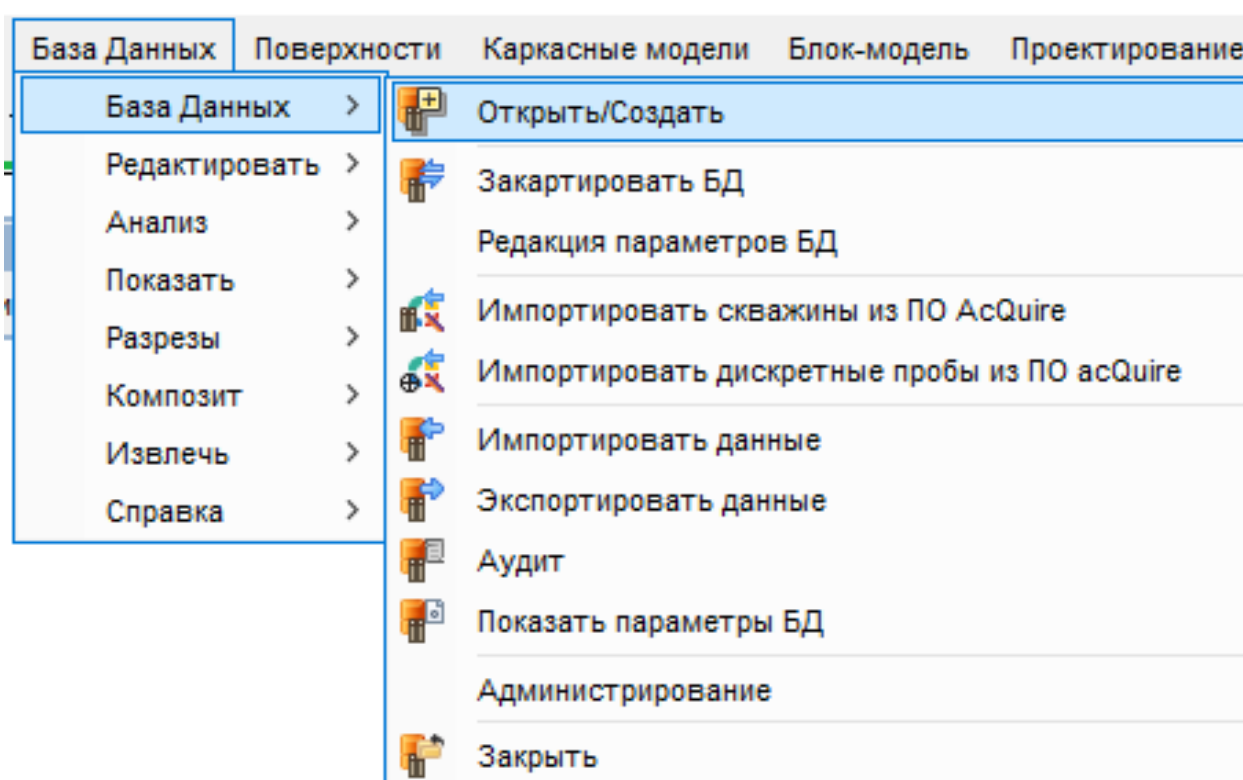 База Данных Поверхности Каркасные модели Блок-модель Проектирование
База Данных
Редактировать
Анализ
Показать
Разрезы
Композит
Извлечь
Справка
Открыть/Создать
Закартировать БД
Редакция параметров БД
Импортировать скважины из ПО AcQuire
Импортировать дискретные пробы из ПО acQuire
Импортировать данные
Экспортировать данные
Аудит
Показать параметры БД
Администрирование
Закрыть